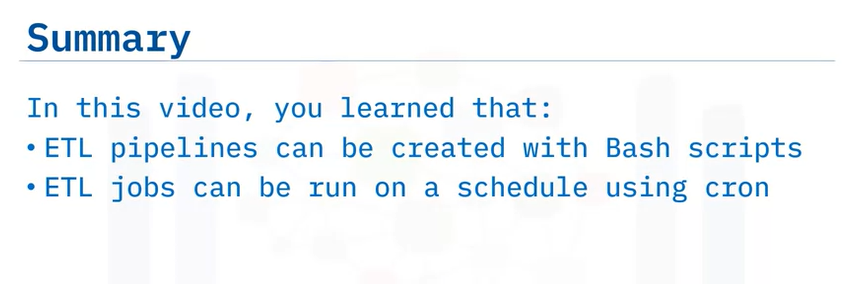 Summary
In this video, you learned that:
• ETL pipelines can be created with Bash scripts
• ETL jobs can be run on a schedule using cron